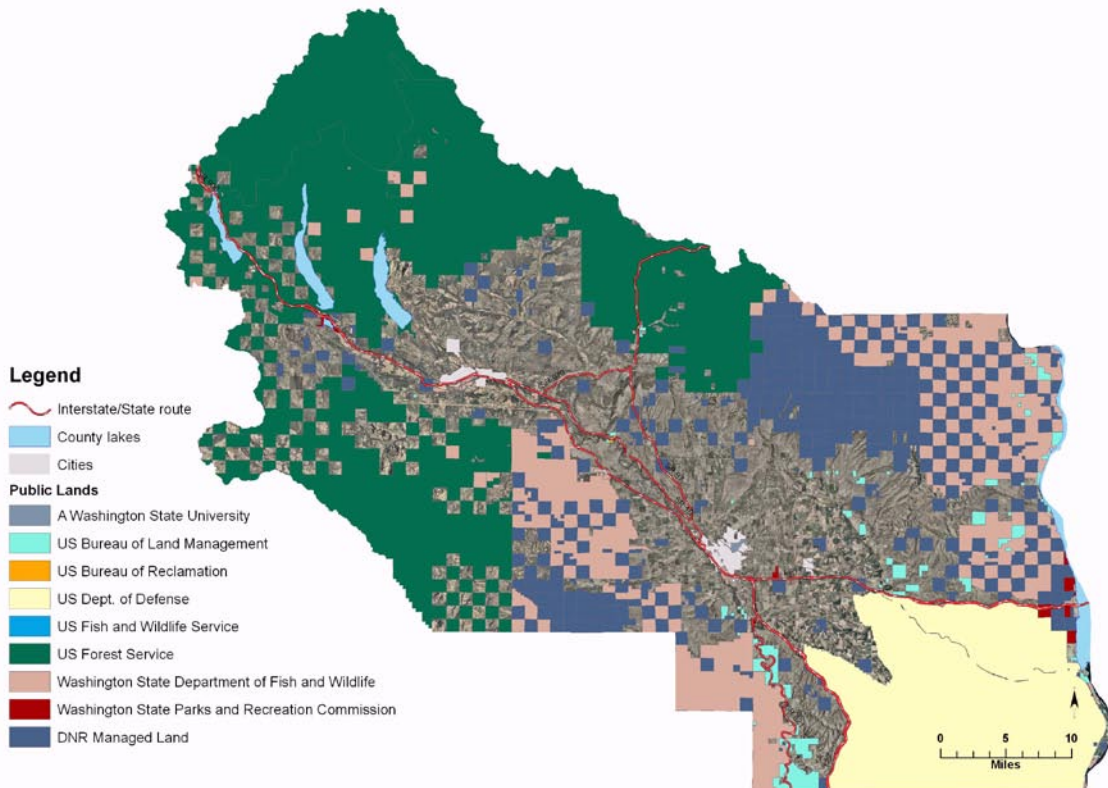 Legend
Interstate/State route
County lakes
Cities
Public Lands
A Washington State University
US Bureau of Land Management
US Bureau of Reclamation
US Dept. of Defense
US Fish and Wildlife Service
US Forest Service
Washington State Department of Fish and Wildlife
Washington State Parks and Recreation Commission
DNR Managed Land
0 5 10
Miles